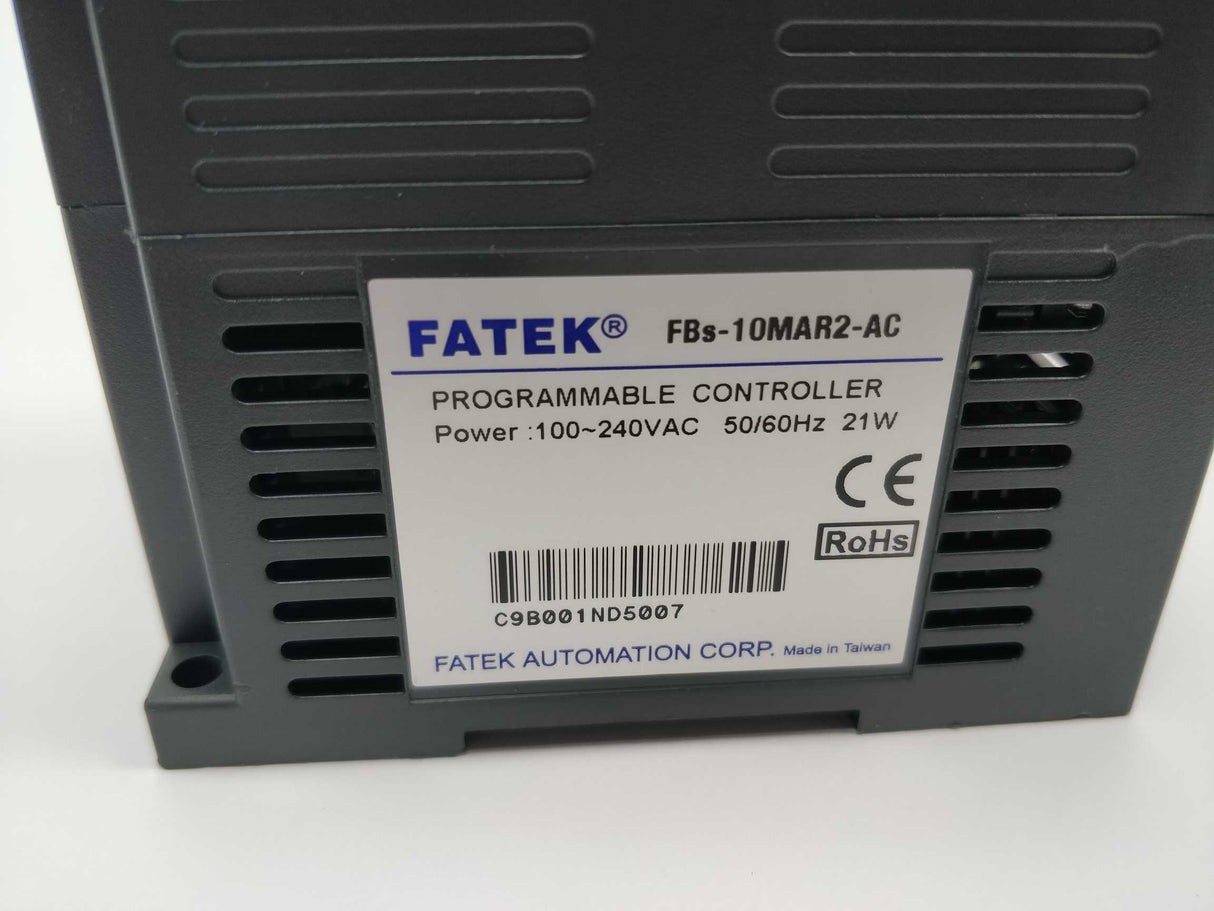 FATEK® FBs-10MAR2-AC
PROGRAMMABLE CONTROLLER
Power :100~240VAC 50/60Hz 21W
CE
RoHs
C9B001ND5007
FATEK AUTOMATION CORP. Made in Taiwan